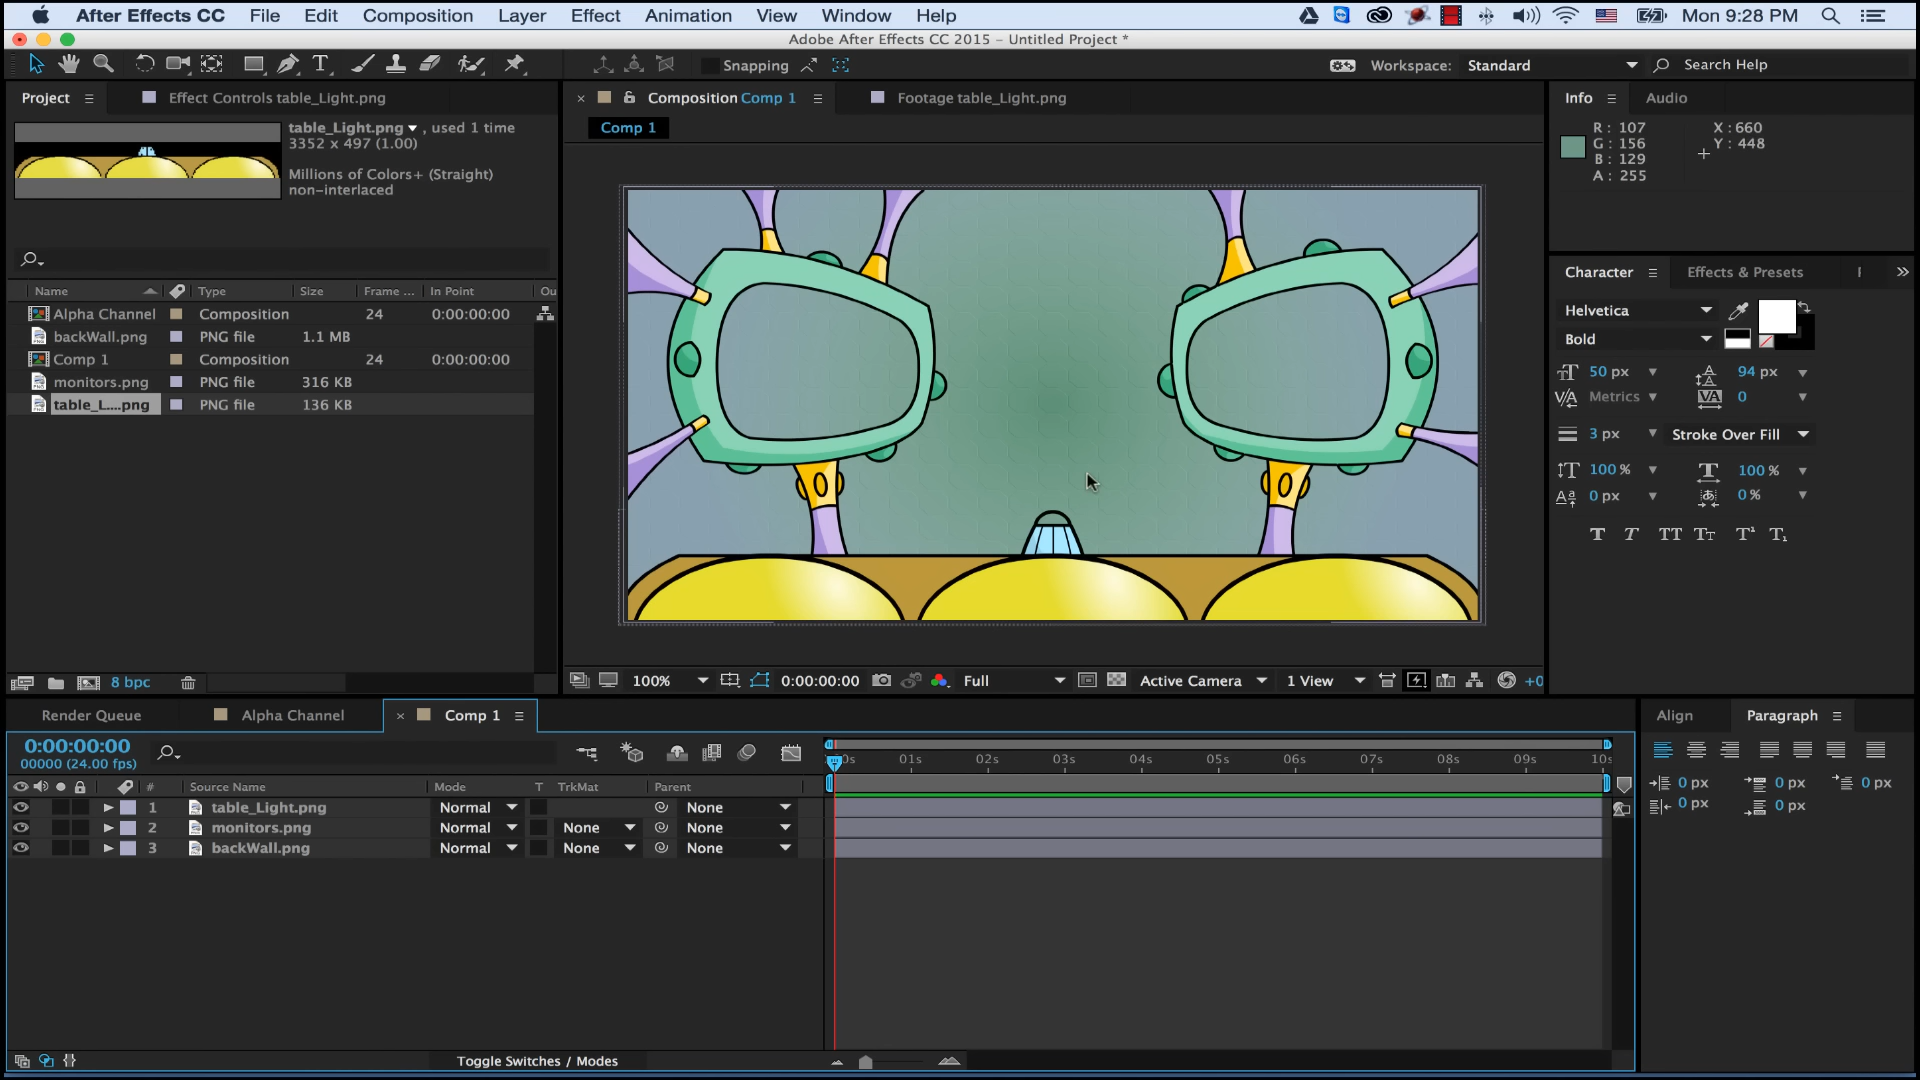 After Effects CC File Edit Composition Layer Effect Animation View Window Help Mon 9:28 PM
Adobe After Effects CC 2015 – Untitled Project *
Snapping Workspace: Standard Search Help
Project Effect Controls table_Light.png Composition Comp 1 Footage table_Light.png Info Audio
table_Light.png , used 1 time
3352 x 497 (1.00)
Millions of Colors+ (Straight)
non-interlaced
Comp 1
R: 107 X: 660
G: 156 Y: 448
B: 129
A: 255
Name Type Size Frame ... In Point Ou
Alpha Channel Composition 24 0:00:00:00
backWall.png PNG file 1.1 MB
Comp 1 Composition 24 0:00:00:00
monitors.png PNG file 316 KB
table_L....png PNG file 136 KB
Character Effects & Presets
Helvetica
Bold
50 px 94 px
Metrics 0
3 px Stroke Over Fill
100 % 100 %
0 px 0 %
T T TT TT T¹ T₁
8 bpc
100% 0:00:00:00 Full Active Camera 1 View +0
Render Queue Alpha Channel Comp 1
Align Paragraph
0:00:00:00
00000 (24.00 fps)
0s 01s 02s 03s 04s 05s 06s 07s 08s 09s 10s
# Source Name Mode T TrkMat Parent
1 table_Light.png Normal None
2 monitors.png Normal None None
3 backWall.png Normal None None
0 px 0 px 0 px
0 px 0 px
Toggle Switches / Modes